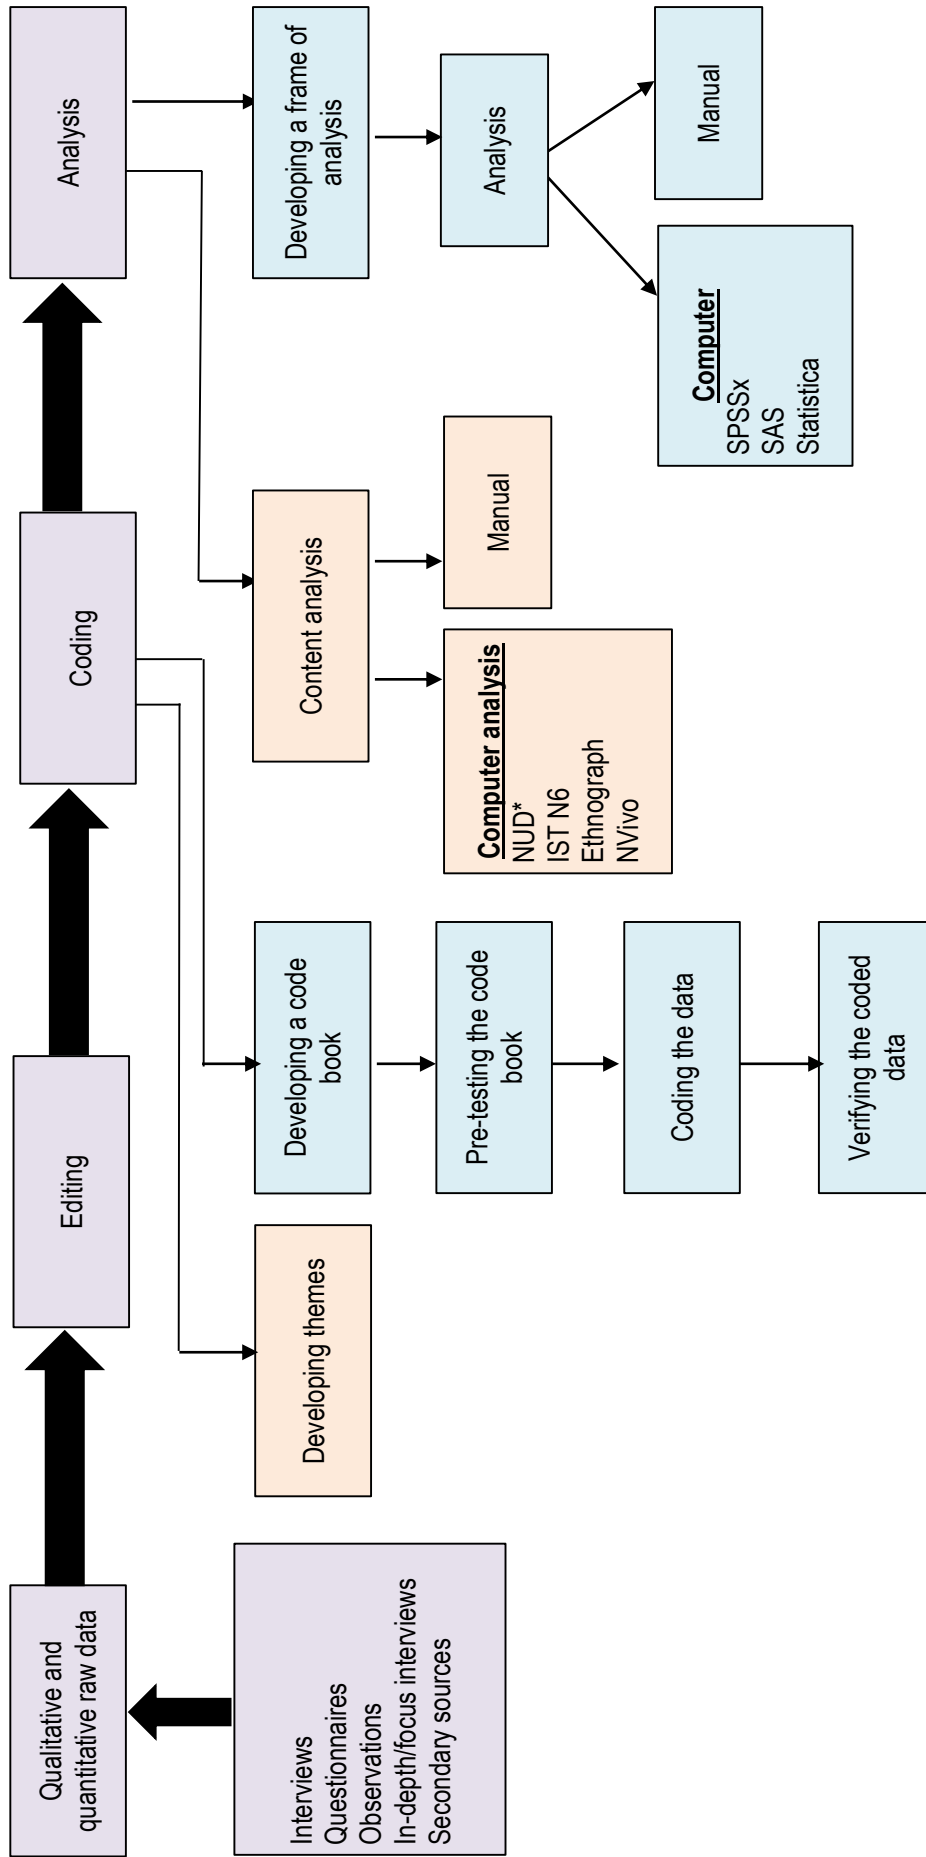 Qualitative and
quantitative raw data
Editing
Coding
Analysis
Interviews
Questionnaires
Observations
In-depth/focus interviews
Secondary sources
Developing themes
Developing a code
book
Pre-testing the code
book
Coding the data
Verifying the coded
data
Content analysis
Computer analysis
NUD*
IST N6
Ethnograph
NVivo
Manual
Developing a frame of
analysis
Analysis
Computer
SPSSx
SAS
Statistica
Manual